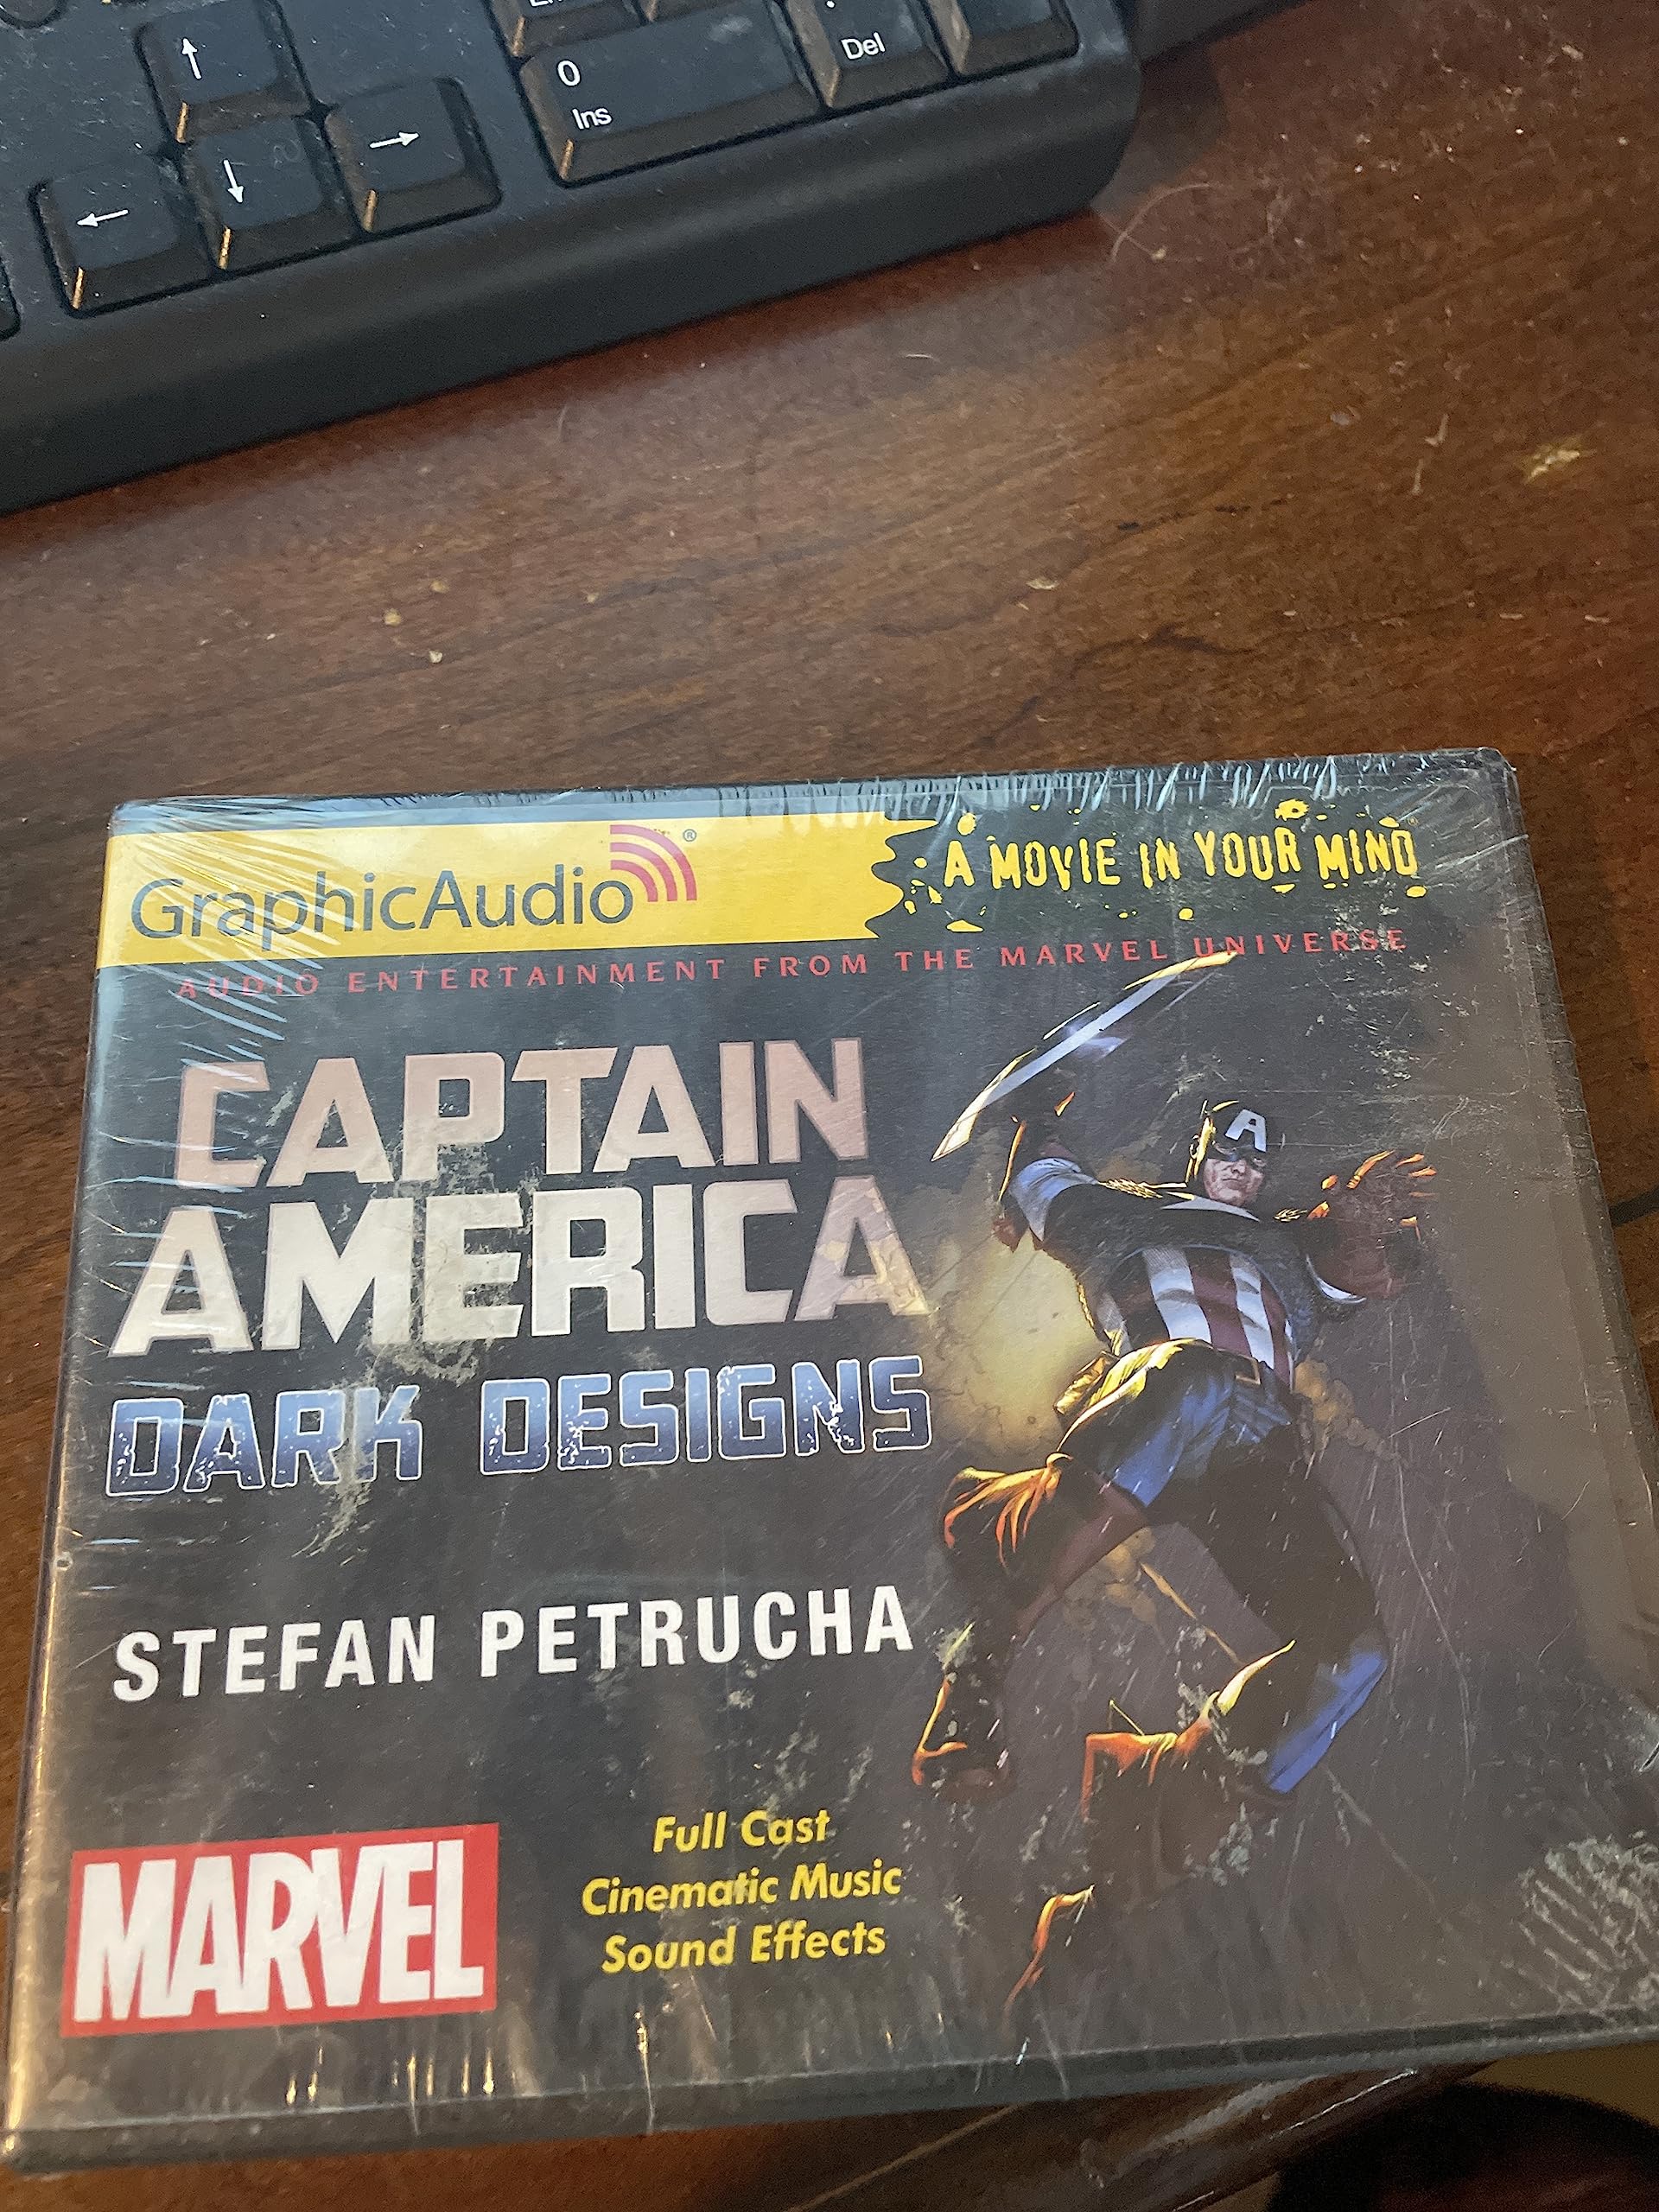 0
Ins
Del
GraphicAudio®
A MOVIE IN YOUR MIND
AUDIO ENTERTAINMENT FROM THE MARVEL UNIVERSE
CAPTAIN
AMERICA
DARK DESIGNS
STEFAN PETRUCHA
MARVEL
Full Cast
Cinematic Music
Sound Effects
A